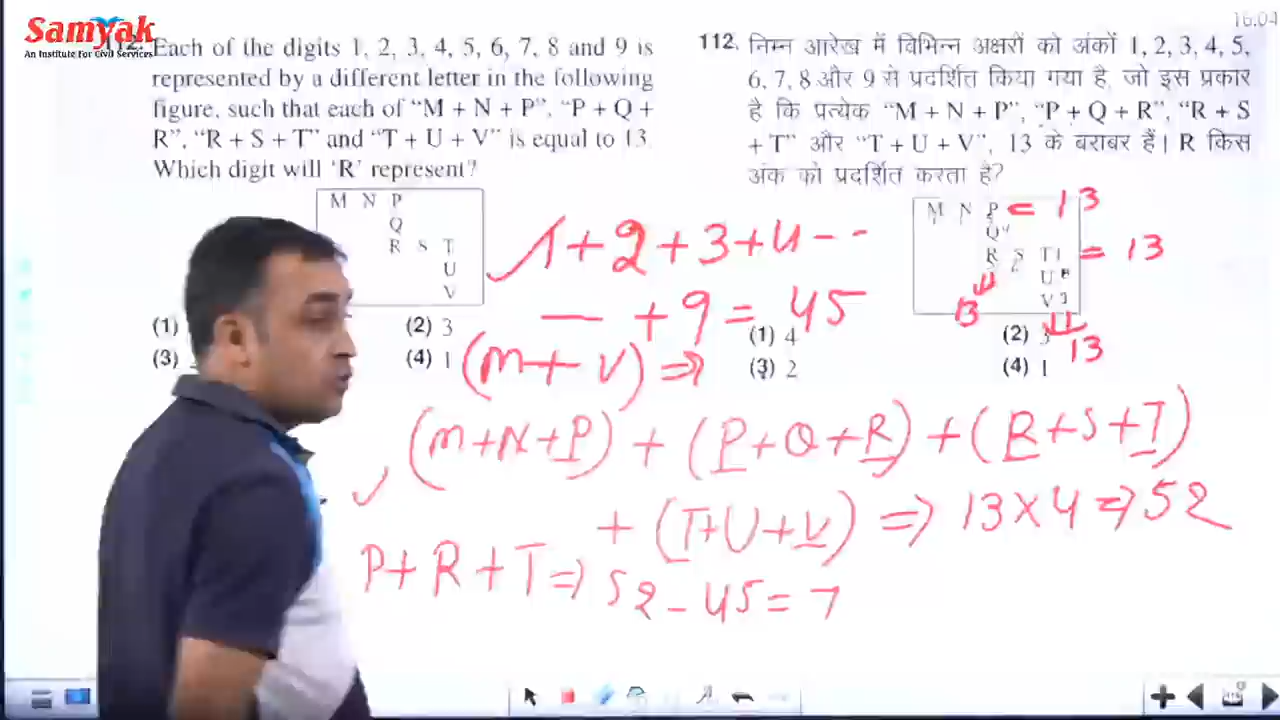 Samyak
An Institute For Civil Services
16:04
Each of the digits 1, 2, 3, 4, 5, 6, 7, 8 and 9 is
represented by a different letter in the following
figure, such that each of “M + N + P”, “P + Q +
R”, “R + S + T” and “T + U + V” is equal to 13.
Which digit will ‘R’ represent?
M N P
Q
R S T
U
V
(1)
(2) 3
(3)
(4) 1
112. निम्न आरेख में विभिन्न अक्षरों को अंकों 1, 2, 3, 4, 5,
6, 7, 8 और 9 से प्रदर्शित किया गया है, जो इस प्रकार
है कि प्रत्येक “M + N + P”, “P + Q + R”, “R + S
+ T” और “T + U + V”, 13 के बराबर हैं। R किस
अंक को प्रदर्शित करता है?
M N P = 13
Q
R S T = 13
U
V
13
13
(1) 4
(2) 3
(3) 2
(4) 1
1+2+3+4--
— +9=45
(M+V)⇒
(M+N+P)+(P+Q+R)+(R+S+T)
+(T+U+V)⇒13×4⇒52
P+R+T⇒52-45=7